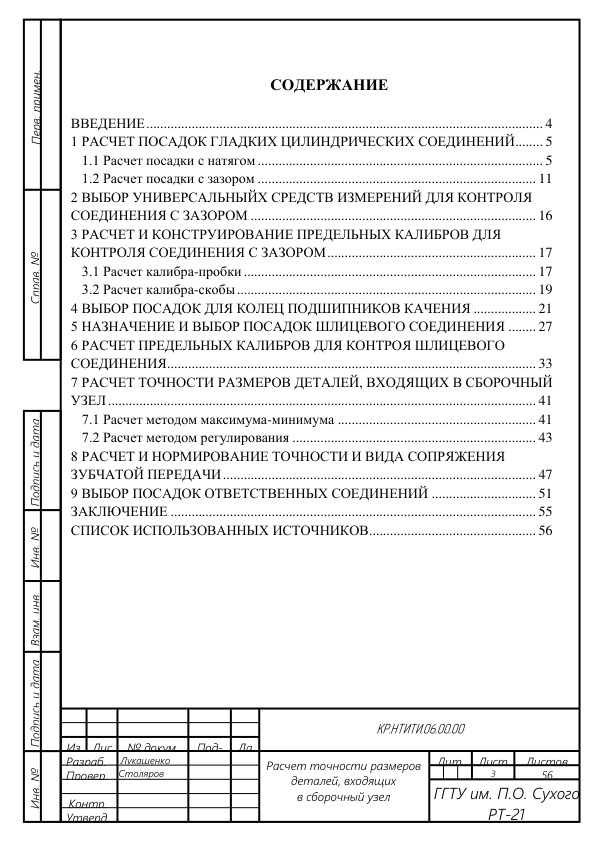 СОДЕРЖАНИЕ
ВВЕДЕНИЕ........................................ 4
1 РАСЧЕТ ПОСАДОК ГЛАДКИХ ЦИЛИНДРИЧЕСКИХ СОЕДИНЕНИЙ........ 5
1.1 Расчет посадки с натягом........................................ 5
1.2 Расчет посадки с зазором........................................ 11
2 ВЫБОР УНИВЕРСАЛЬНЫЙХ СРЕДСТВ ИЗМЕРЕНИЙ ДЛЯ КОНТРОЛЯ
СОЕДИНЕНИЯ С ЗАЗОРОМ ........................................ 16
3 РАСЧЕТ И КОНСТРУИРОВАНИЕ ПРЕДЕЛЬНЫХ КАЛИБРОВ ДЛЯ
КОНТРОЛЯ СОЕДИНЕНИЯ С ЗАЗОРОМ........................................ 17
3.1 Расчет калибра-пробки ........................................ 17
3.2 Расчет калибра-скобы ........................................ 19
4 ВЫБОР ПОСАДОК ДЛЯ КОЛЕЦ ПОДШИПНИКОВ КАЧЕНИЯ .................. 21
5 НАЗНАЧЕНИЕ И ВЫБОР ПОСАДОК ШЛИЦЕВОГО СОЕДИНЕНИЯ ........ 27
6 РАСЧЕТ ПРЕДЕЛЬНЫХ КАЛИБРОВ ДЛЯ КОНТРОЯ ШЛИЦЕВОГО
СОЕДИНЕНИЯ........................................ 33
7 РАСЧЕТ ТОЧНОСТИ РАЗМЕРОВ ДЕТАЛЕЙ, ВХОДЯЩИХ В СБОРОЧНЫЙ
УЗЕЛ........................................ 41
7.1 Расчет методом максимума-минимума ........................................ 41
7.2 Расчет методом регулирования ........................................ 43
8 РАСЧЕТ И НОРМИРОВАНИЕ ТОЧНОСТИ И ВИДА СОПРЯЖЕНИЯ
ЗУБЧАТОЙ ПЕРЕДАЧИ........................................ 47
9 ВЫБОР ПОСАДОК ОТВЕТСТВЕННЫХ СОЕДИНЕНИЙ .............................. 51
ЗАКЛЮЧЕНИЕ ........................................ 55
СПИСОК ИСПОЛЬЗОВАННЫХ ИСТОЧНИКОВ........................................ 56
Перв. примен.
Справ. №
Подпись и дата
Инв. №
Взам. инв.
Подпись и дата
Инв. №
КР.НТИТИ.06.00.00
Из Лис № докум. Под- Да
Разраб. Лукашенко
Провер. Столяров
Контр.
Утверд.
Расчет точности размеров
деталей, входящих
в сборочный узел
Лит. Лист Листов
3 56
ГГТУ им. П.О. Сухого
РТ-21